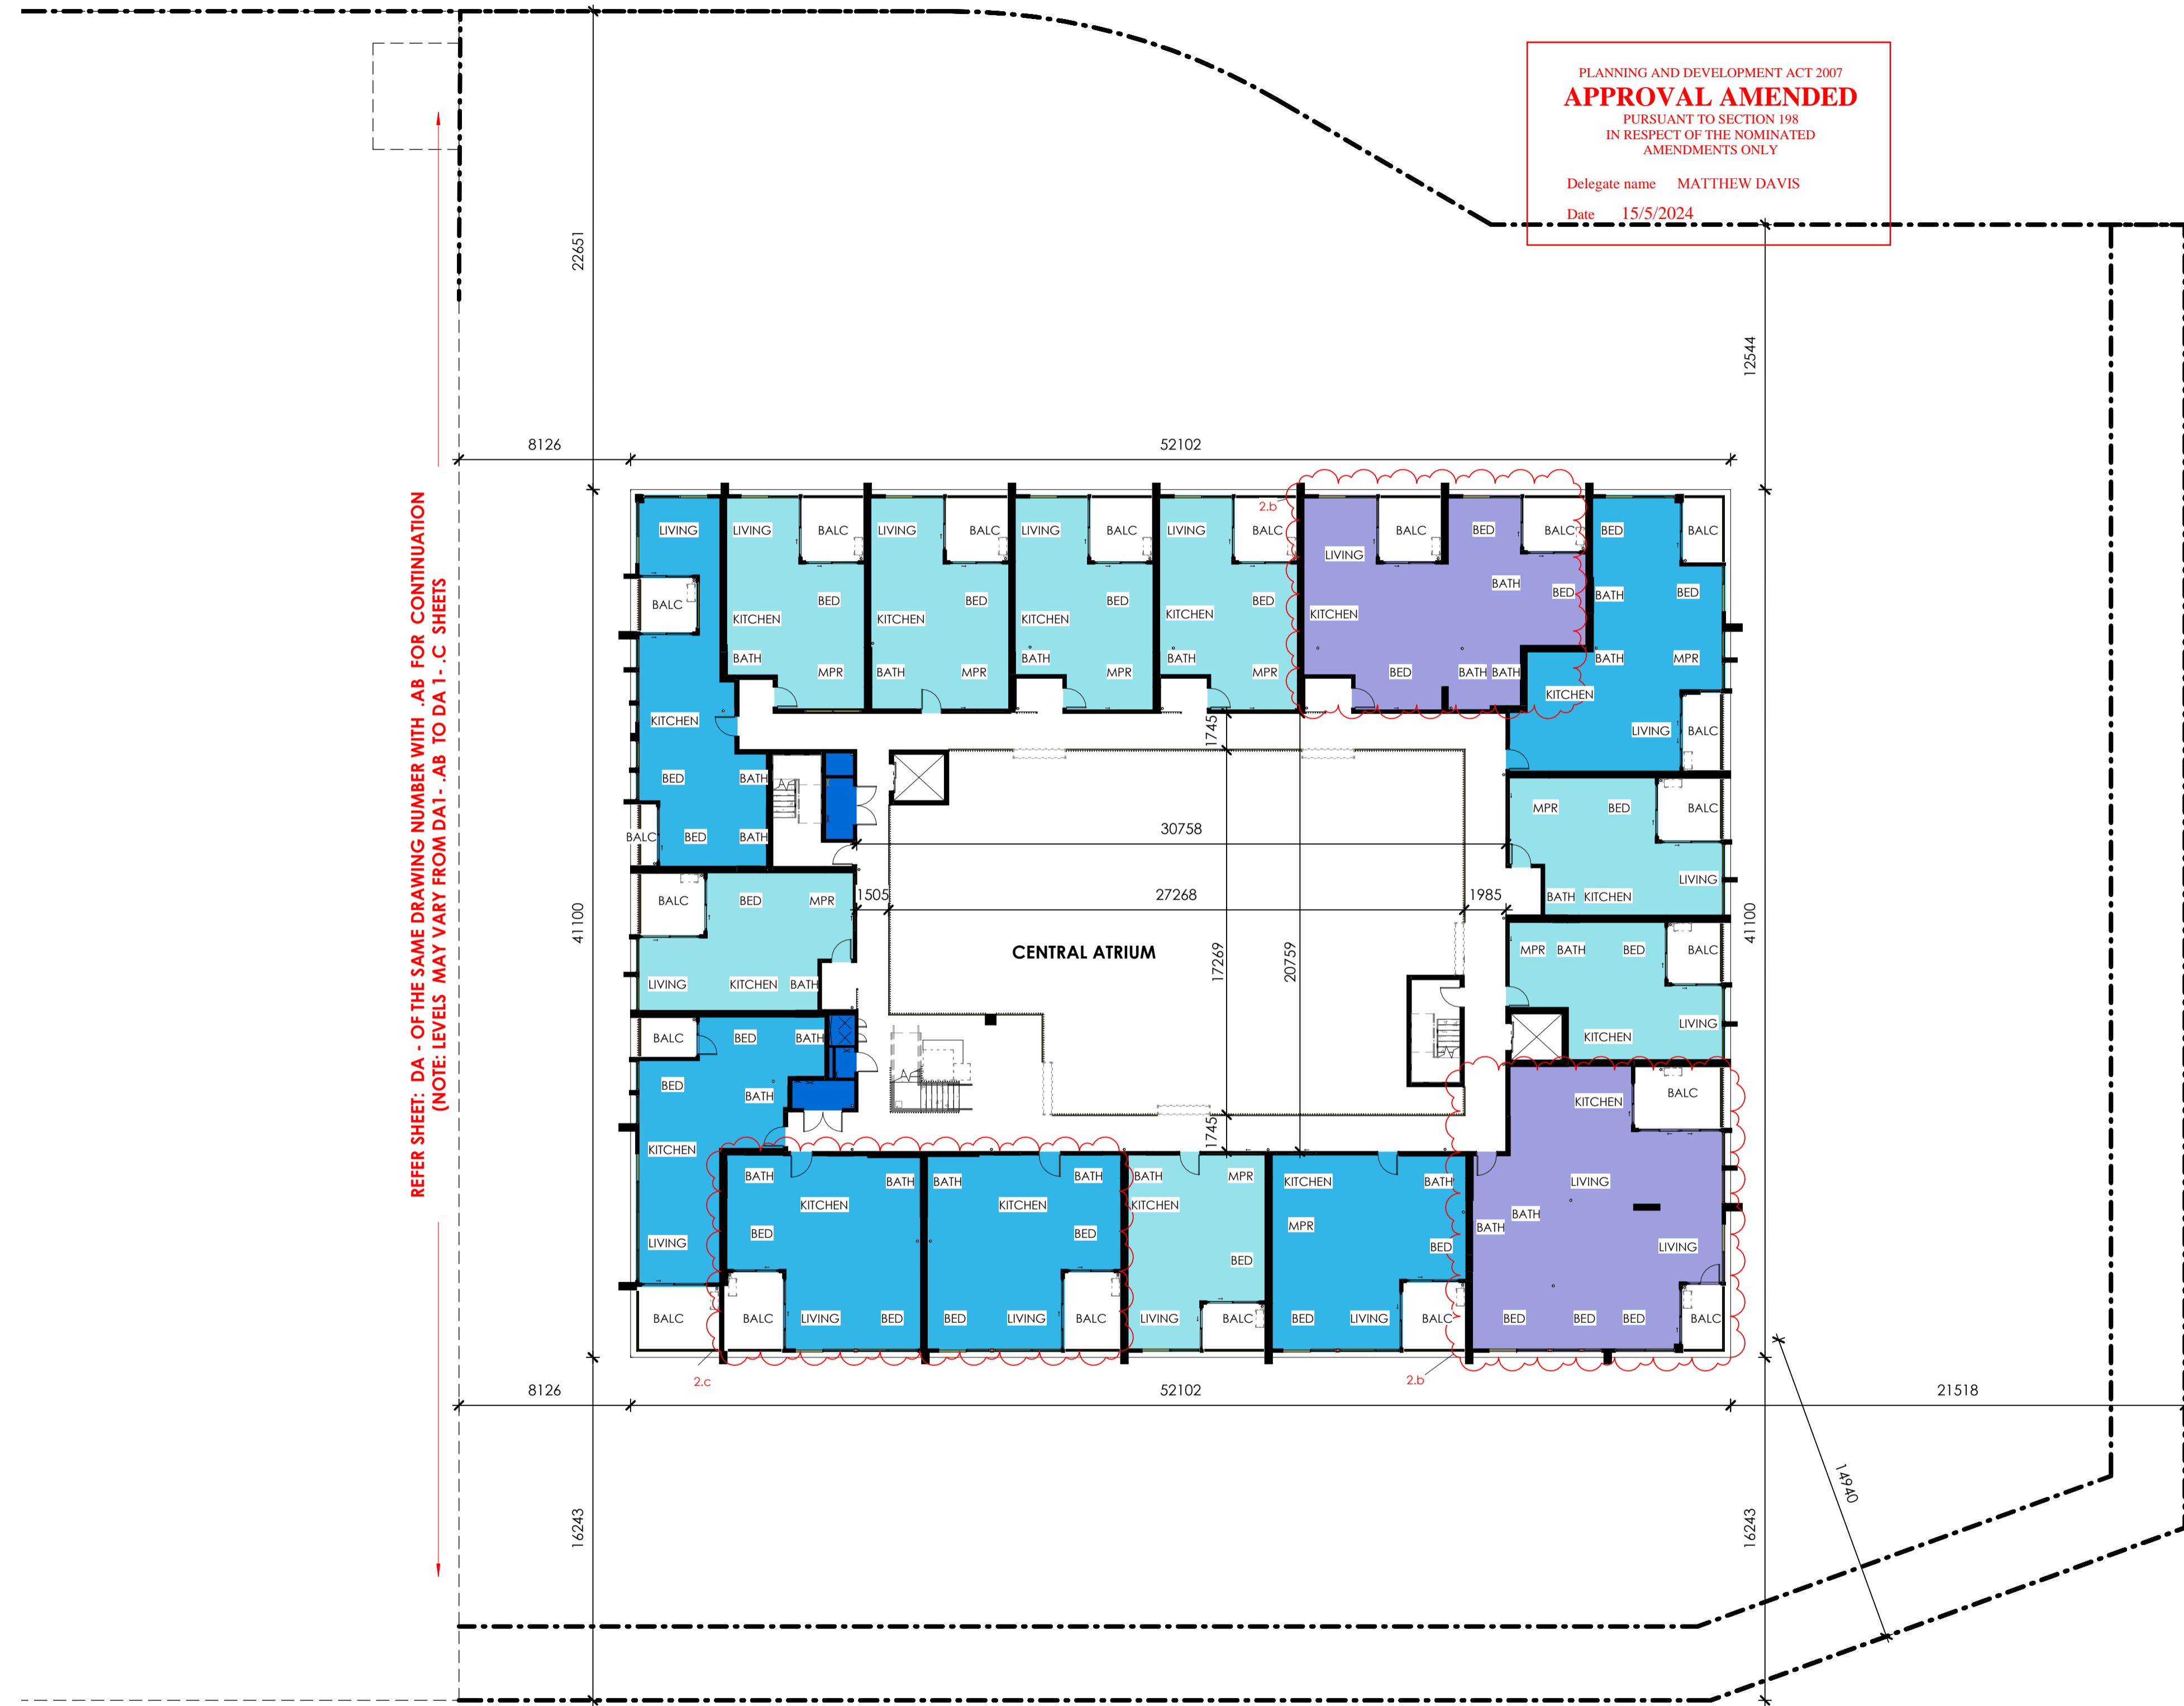 PLANNING AND DEVELOPMENT ACT 2007
APPROVAL AMENDED
PURSUANT TO SECTION 198
IN RESPECT OF THE NOMINATED
AMENDMENTS ONLY
Delegate name MATTHEW DAVIS
Date 15/5/2024
22651
12544
8126
52102
REFER SHEET: DA - OF THE SAME DRAWING NUMBER WITH .AB FOR CONTINUATION
(NOTE: LEVELS MAY VARY FROM DA1- .AB TO DA 1- .C SHEETS
2.b
LIVING
LIVING
BALC
LIVING
BALC
LIVING
BALC
LIVING
BALC
LIVING
BALC
BED
BALC
BED
BALC
BALC
KITCHEN
BED
KITCHEN
BED
KITCHEN
BED
KITCHEN
BED
KITCHEN
BATH
BED
BATH
BED
BATH
MPR
BATH
MPR
BATH
MPR
BATH
MPR
BED
BATH
BATH
BATH
MPR
KITCHEN
KITCHEN
LIVING
BALC
1745
BED
BATH
BALC
BED
BATH
30758
MPR
BED
BALC
LIVING
BATH
KITCHEN
BALC
BED
MPR
1505
27268
1985
41100
41100
CENTRAL ATRIUM
17269
20759
LIVING
KITCHEN
BATH
MPR
BATH
BED
BALC
LIVING
KITCHEN
BALC
BED
BATH
BED
BATH
KITCHEN
LIVING
BALC
1745
KITCHEN
BALC
LIVING
BATH
BATH
LIVING
BED
BED
BED
BALC
BATH
KITCHEN
BATH
BED
BALC
LIVING
BED
BATH
KITCHEN
BATH
BED
BED
LIVING
BALC
BATH
MPR
KITCHEN
BED
LIVING
BALC
KITCHEN
BATH
MPR
BED
BED
LIVING
BALC
2.c
2.b
8126
52102
21518
16243
16243
14940